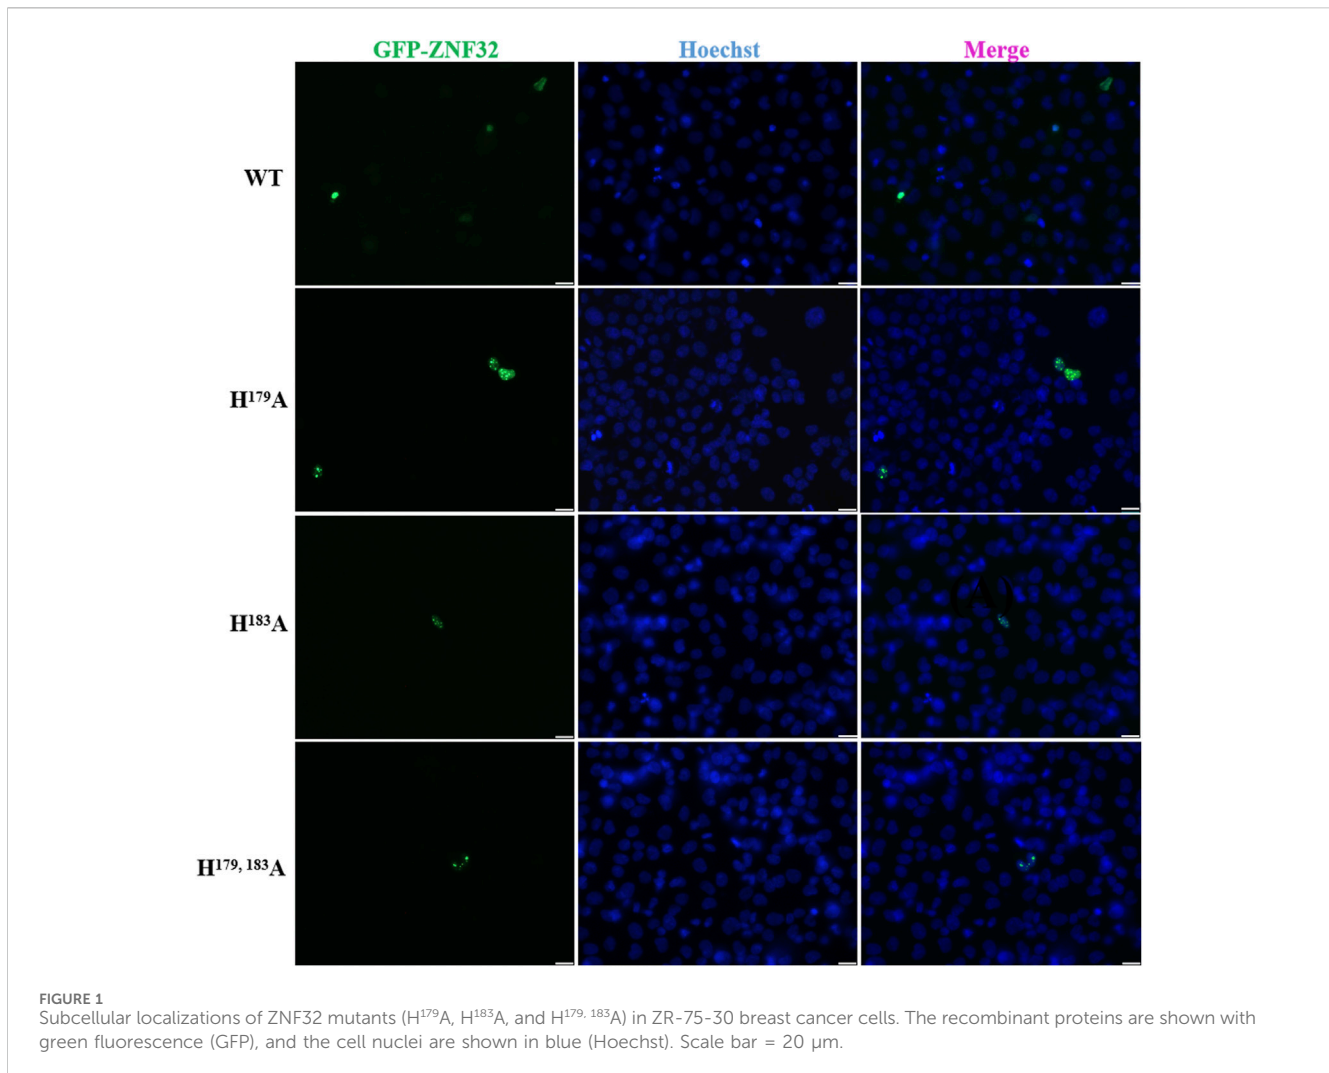 GFP-ZNF32 Hoechst Merge
WT
H¹⁷⁹A
H¹⁸³A
H¹⁷⁹, ¹⁸³A
FIGURE 1
Subcellular localizations of ZNF32 mutants (H¹⁷⁹A, H¹⁸³A, and H¹⁷⁹, ¹⁸³A) in ZR-75-30 breast cancer cells. The recombinant proteins are shown with
green fluorescence (GFP), and the cell nuclei are shown in blue (Hoechst). Scale bar = 20 μm.